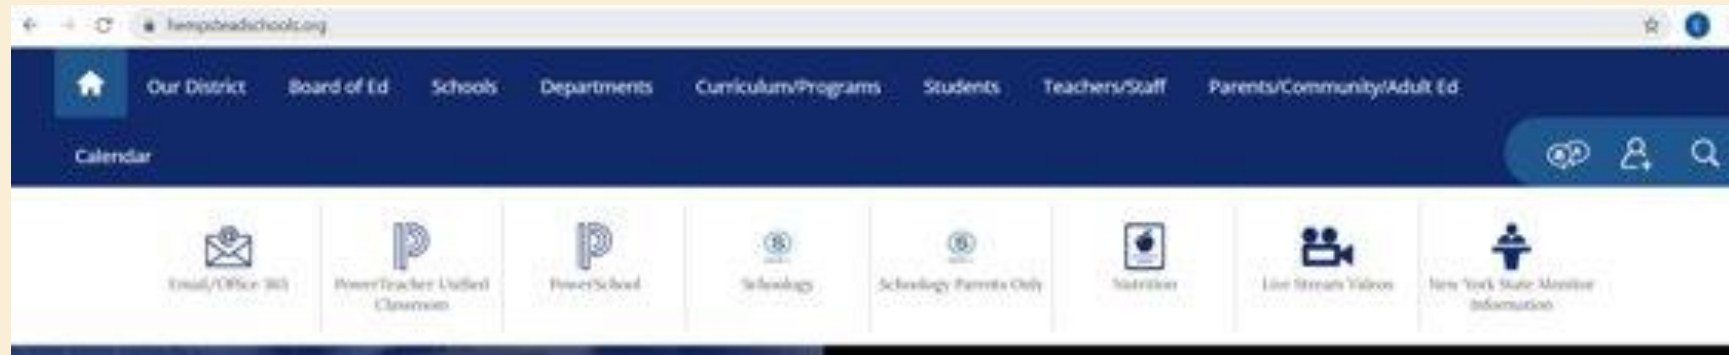 hempsteadschools.org
Our District Board of Ed Schools Departments Curriculum/Programs Students Teachers/Staff Parents/Community/Adult Ed
Calendar
Email/Office 365 PowerTeacher Unified PowerSchool Schoology Schoology Parents Only Nutrition Live Stream Videos New York State Monitor
Classroom Information